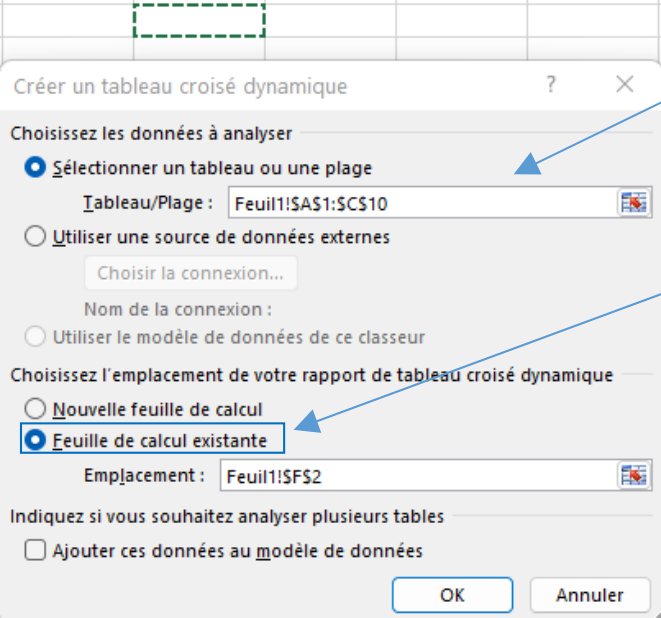 Créer un tableau croisé dynamique ?
Choisissez les données à analyser
Sélectionner un tableau ou une plage
Tableau/Plage : Feuil1!$A$1:$C$10
Utiliser une source de données externes
Choisir la connexion...
Nom de la connexion :
Utiliser le modèle de données de ce classeur
Choisissez l'emplacement de votre rapport de tableau croisé dynamique
Nouvelle feuille de calcul
Feuille de calcul existante
Emplacement : Feuil1!$F$2
Indiquez si vous souhaitez analyser plusieurs tables
Ajouter ces données au modèle de données
OK Annuler